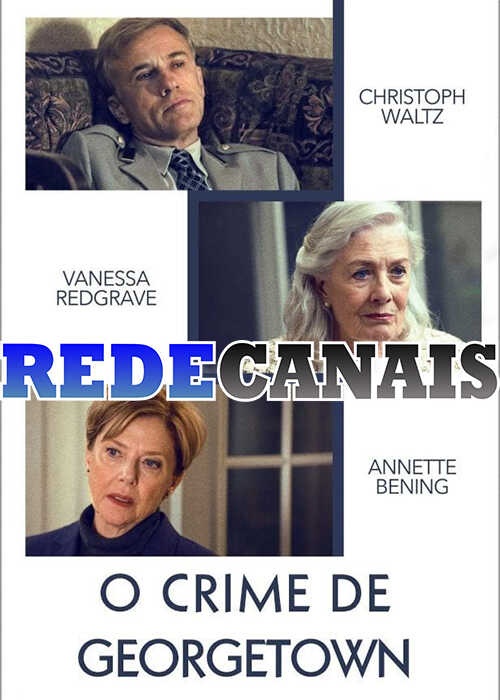 CHRISTOPH
WALTZ
VANESSA
REDGRAVE
REDECANAIS
ANNETTE
BENING
O CRIME DE
GEORGETOWN